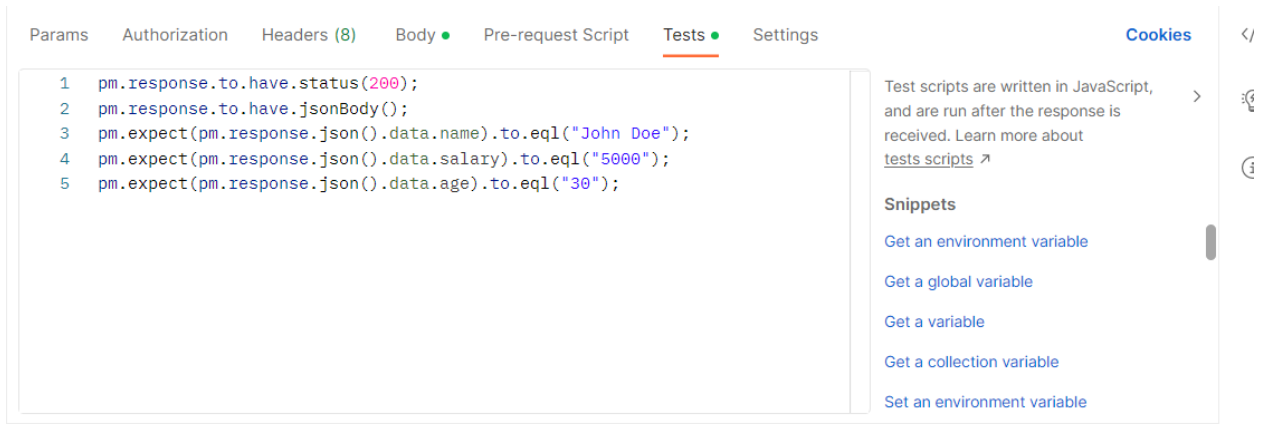 Params Authorization Headers (8) Body Pre-request Script Tests Settings Cookies </
1 pm.response.to.have.status(200);
2 pm.response.to.have.jsonBody();
3 pm.expect(pm.response.json().data.name).to.eql("John Doe");
4 pm.expect(pm.response.json().data.salary).to.eql("5000");
5 pm.expect(pm.response.json().data.age).to.eql("30");
Test scripts are written in JavaScript,
and are run after the response is
received. Learn more about
tests scripts ↗
Snippets
Get an environment variable
Get a global variable
Get a variable
Get a collection variable
Set an environment variable